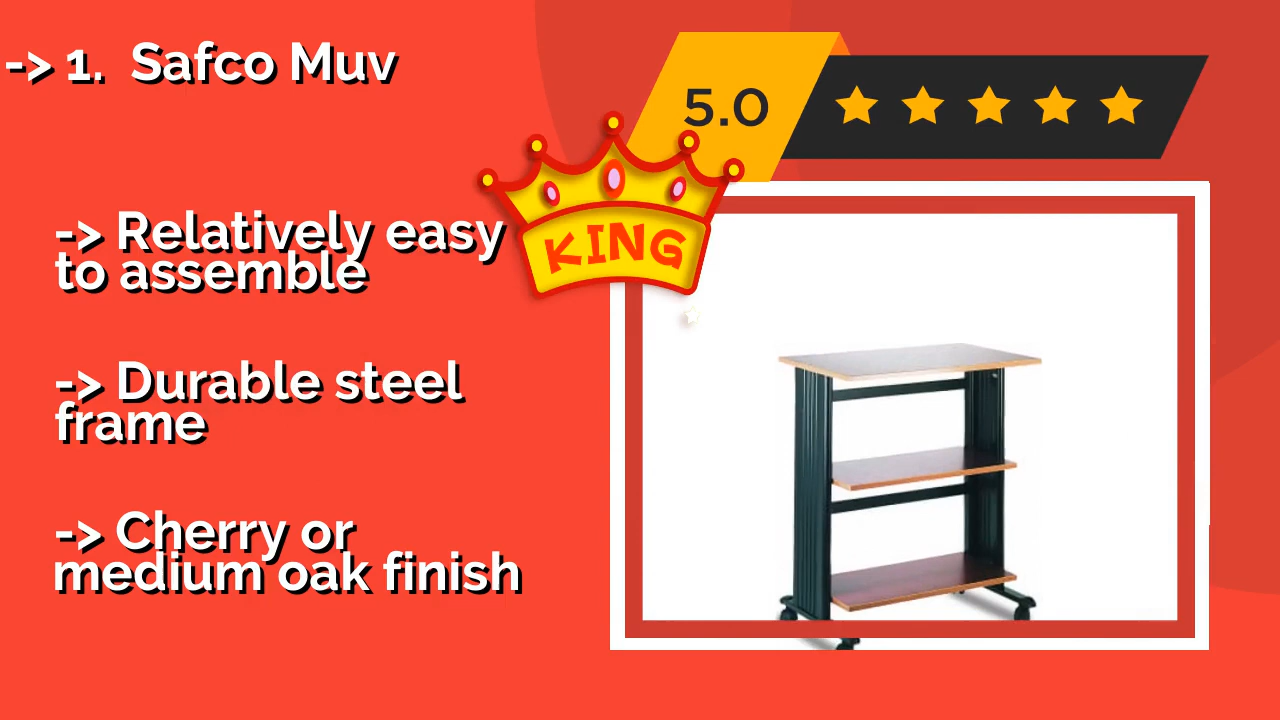 -> 1. Safco Muv
5.0
KING
-> Relatively easy
to assemble
-> Durable steel
frame
-> Cherry or
medium oak finish